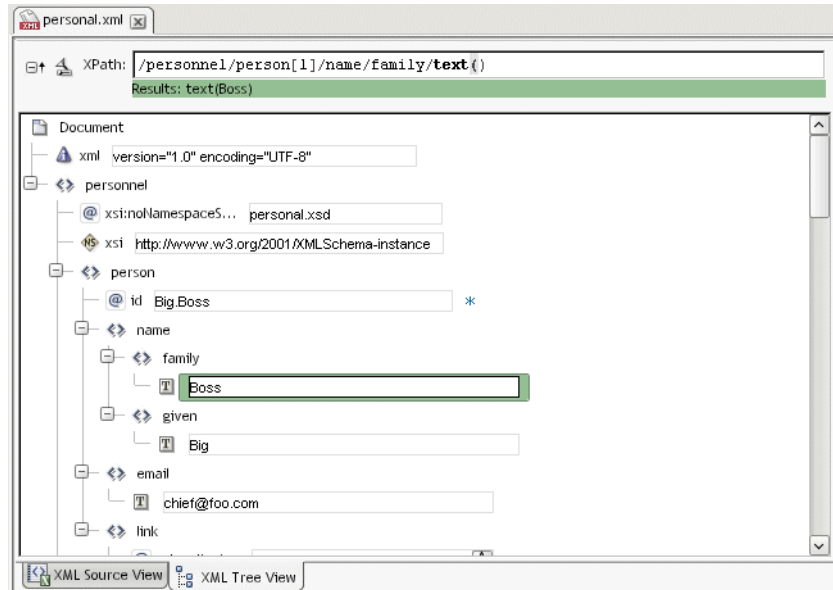 personal.xml
XPath: /personnel/person[1]/name/family/text()
Results: text(Boss)
Document
xml version="1.0" encoding="UTF-8"
personnel
@ xsi:noNamespaceS... personal.xsd
NS xsi http://www.w3.org/2001/XMLSchema-instance
person
@ id Big.Boss *
name
family
T Boss
given
T Big
email
T chief@foo.com
link
XML Source View XML Tree View